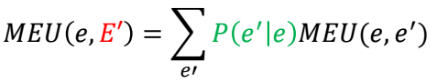 MEU(e, E′) = ∑ P(e′|e)MEU(e, e′)
e′